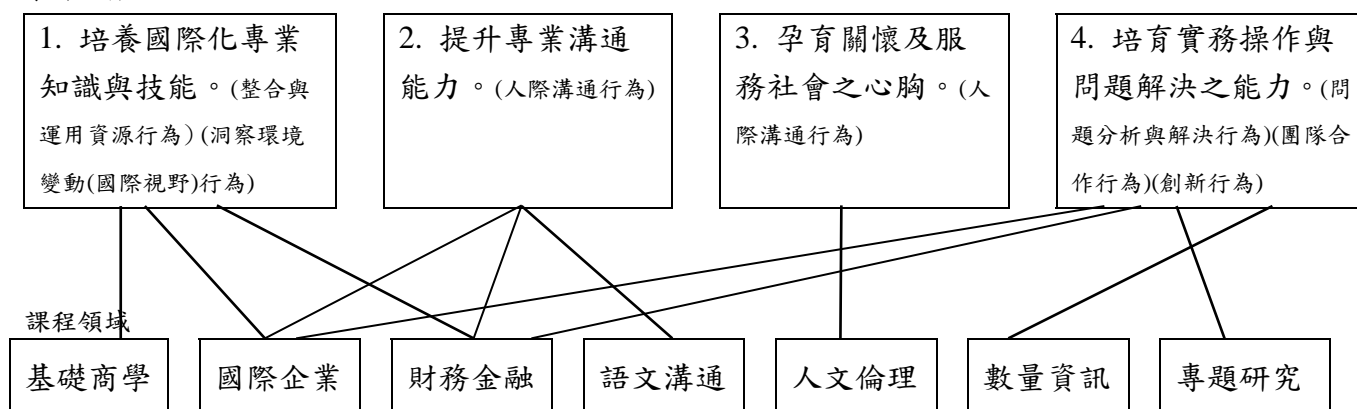 1. 培養國際化專業
知識與技能。(整合與
運用資源行為)(洞察環境
變動(國際視野)行為)
2. 提升專業溝通
能力。(人際溝通行為)
3. 孕育關懷及服
務社會之心胸。(人
際溝通行為)
4. 培育實務操作與
問題解決之能力。(問
題分析與解決行為)(團隊合
作行為)(創新行為)
課程領域
基礎商學
國際企業
財務金融
語文溝通
人文倫理
數量資訊
專題研究